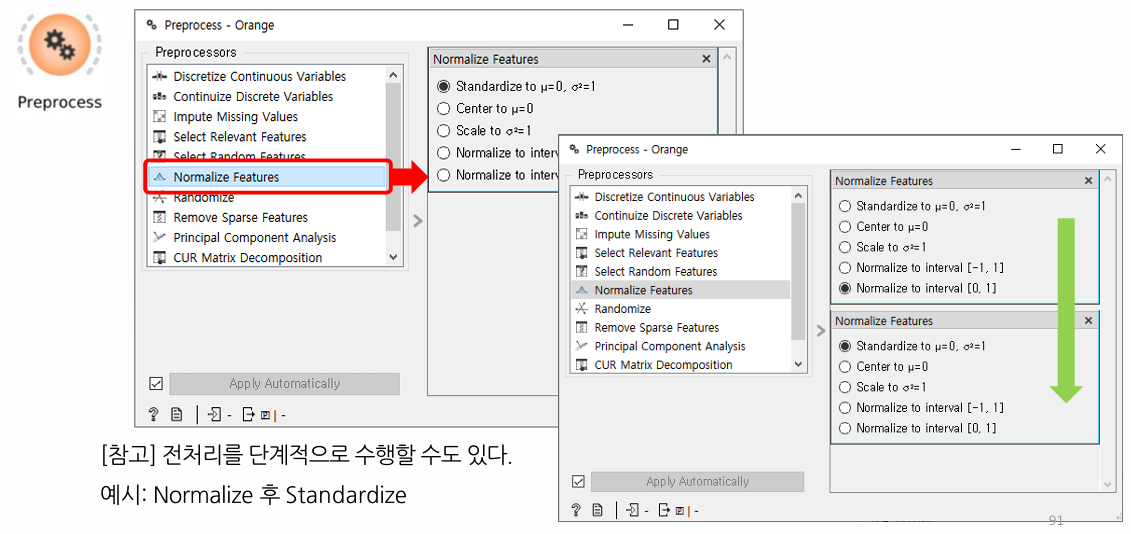 Preprocess
Preprocess - Orange
Preprocessors
Discretize Continuous Variables
Continuize Discrete Variables
Impute Missing Values
Select Relevant Features
Select Random Features
Normalize Features
Randomize
Remove Sparse Features
Principal Component Analysis
CUR Matrix Decomposition
Apply Automatically
Normalize Features
Standardize to μ=0, σ²=1
Center to μ=0
Scale to σ²=1
Normalize to interv
Normalize to interv
Preprocess - Orange
Preprocessors
Discretize Continuous Variables
Continuize Discrete Variables
Impute Missing Values
Select Relevant Features
Select Random Features
Normalize Features
Randomize
Remove Sparse Features
Principal Component Analysis
CUR Matrix Decomposition
Apply Automatically
Normalize Features
Standardize to μ=0, σ²=1
Center to μ=0
Scale to σ²=1
Normalize to interval [-1, 1]
Normalize to interval [0, 1]
Normalize Features
Standardize to μ=0, σ²=1
Center to μ=0
Scale to σ²=1
Normalize to interval [-1, 1]
Normalize to interval [0, 1]
[참고] 전처리를 단계적으로 수행할 수도 있다.
예시: Normalize 후 Standardize
91